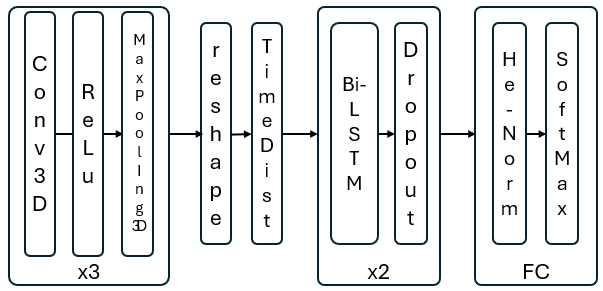 Conv3D
ReLu
MaxPoolIng3D
x3
reshape
TimeDist
Bi-LSTM
Dropout
x2
He-Norm
SoftMax
FC